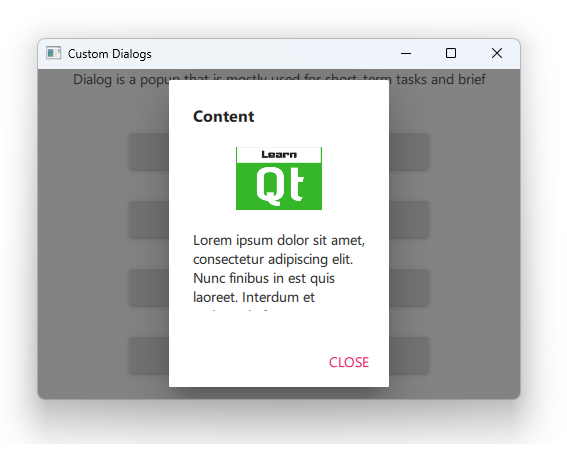 Custom Dialogs
Dialog is a popup that is mostly used for short-term tasks and brief
Content
Learn
Qt
Lorem ipsum dolor sit amet,
consectetur adipiscing elit.
Nunc finibus in est quis
laoreet. Interdum et
CLOSE